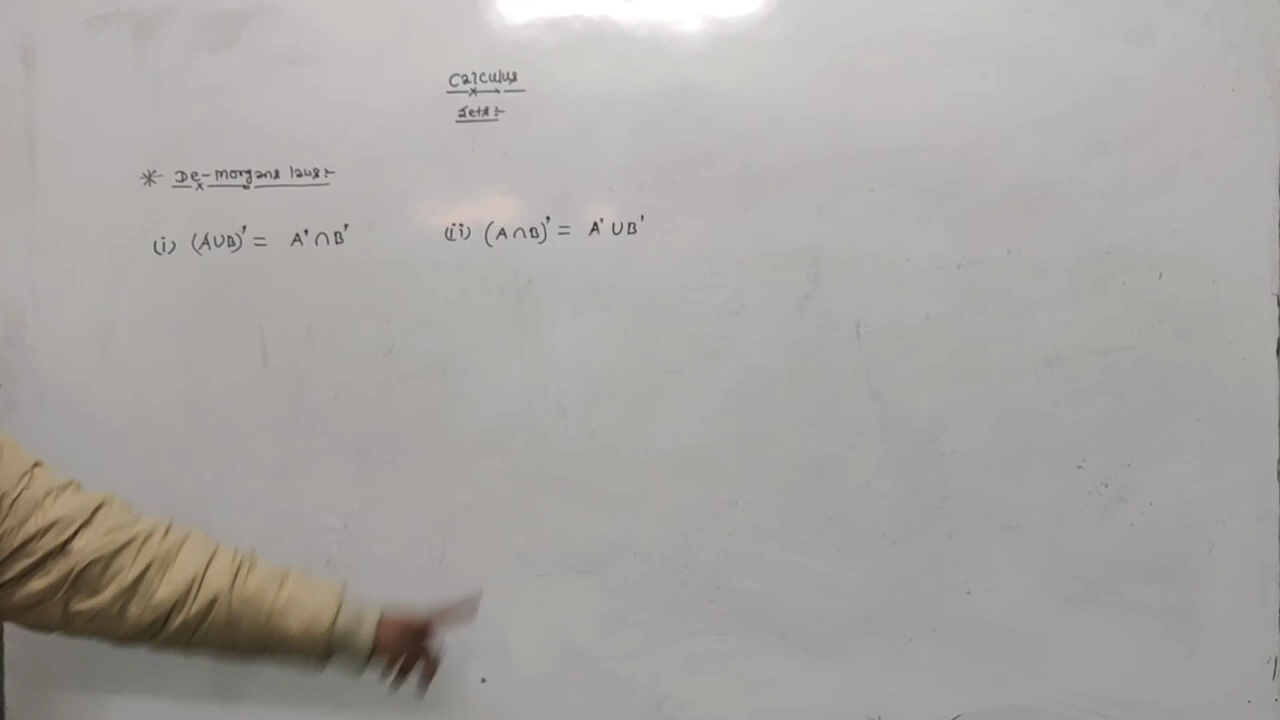 Calculus
Sets:-
* De-morgans laws:-
(i) (A∪B)' = A' ∩ B' (ii) (A ∩ B)' = A' ∪ B'